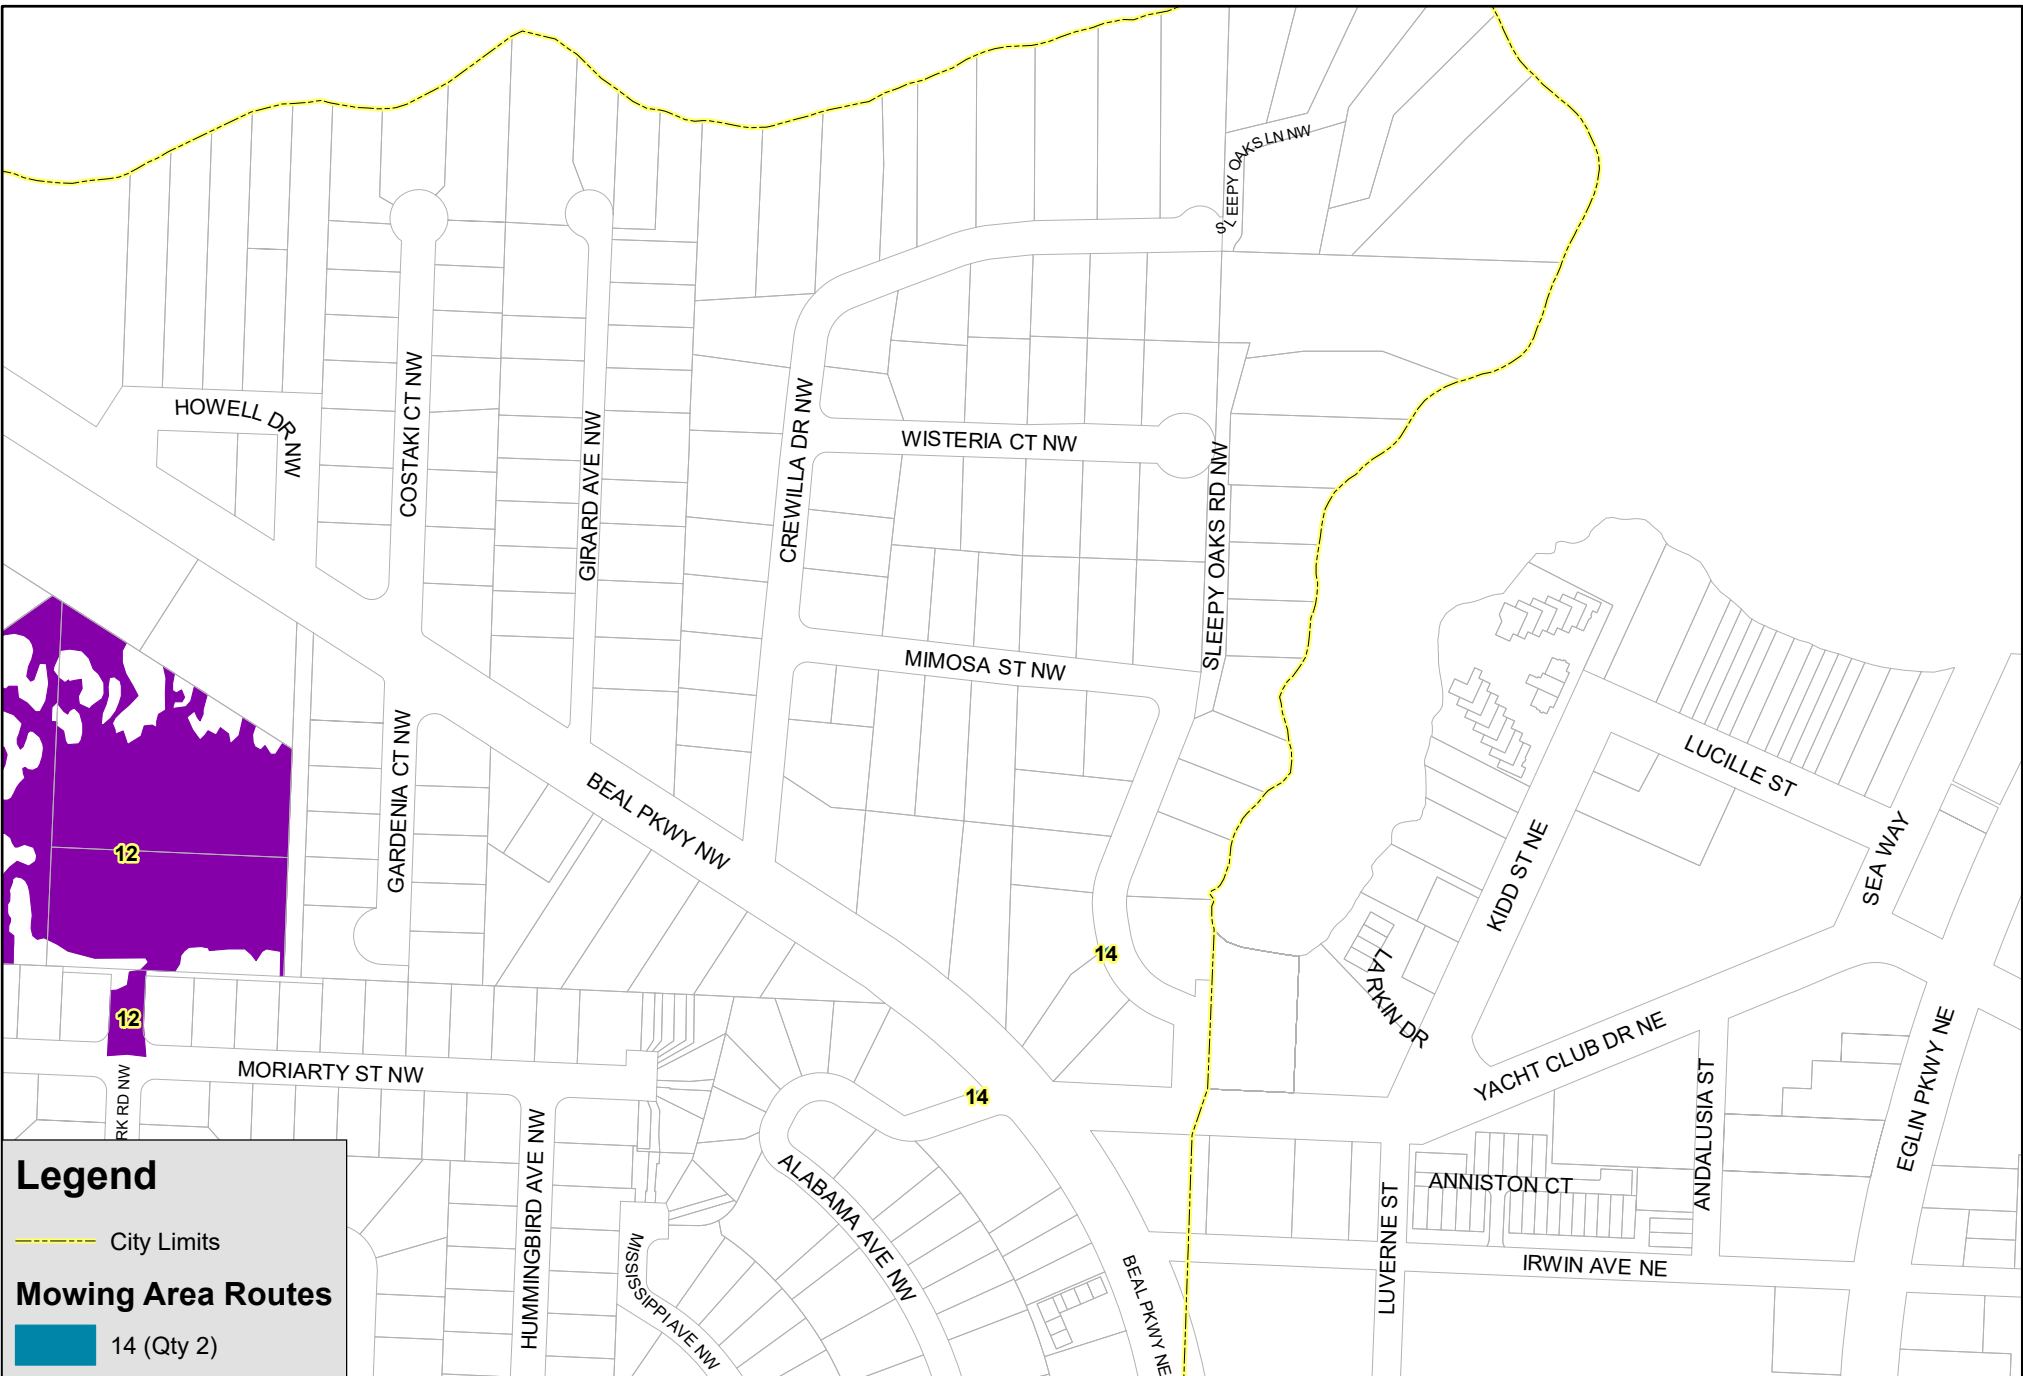 SLEEPY OAKS LN NW
HOWELL DR NW
COSTAKI CT NW
GIRARD AVE NW
CREWILLA DR NW
WISTERIA CT NW
SLEEPY OAKS RD NW
MIMOSA ST NW
GARDENIA CT NW
BEAL PKWY NW
LUCILLE ST
KIDD ST NE
SEA WAY
12
14
LARKIN DR
12
YACHT CLUB DR NE
EGLIN PKWY NE
MORIARTY ST NW
14
RK RD NW
HUMMINGBIRD AVE NW
ALABAMA AVE NW
MISSISSIPPI AVE NW
BEAL PKWY NE
LUVERNE ST
ANNISTON CT
ANDALUSIA ST
IRWIN AVE NE
Legend
City Limits
Mowing Area Routes
14 (Qty 2)